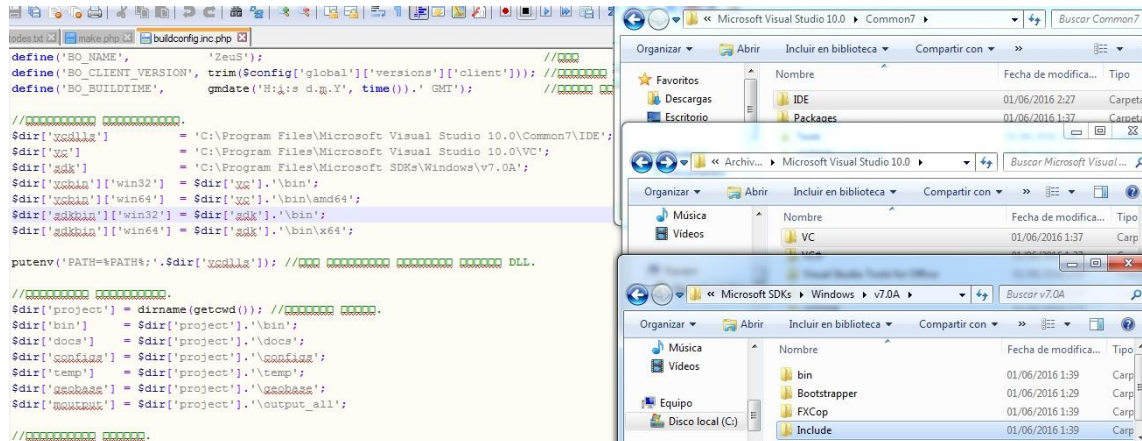 odes.txt make.php buildconfig.inc.php
define('BO_NAME', 'ZeuS'); //
define('BO_CLIENT_VERSION', trim($config['global']['versions']['client'])); //
define('BO_BUILDTIME', gmdate('H:i:s d.m.Y', time()).' GMT'); //
//
$dir['vcdlls'] = 'C:\Program Files\Microsoft Visual Studio 10.0\Common7\IDE';
$dir['vc'] = 'C:\Program Files\Microsoft Visual Studio 10.0\VC';
$dir['sdk'] = 'C:\Program Files\Microsoft SDKs\Windows\v7.0A';
$dir['vcbin']['win32'] = $dir['vc'].'\bin';
$dir['vcbin']['win64'] = $dir['vc'].'\bin\amd64';
$dir['sdkbin']['win32'] = $dir['sdk'].'\bin';
$dir['sdkbin']['win64'] = $dir['sdk'].'\bin\x64';
putenv('PATH=%PATH%;'.$dir['vcdlls']); // DLL.
//
$dir['project'] = dirname(getcwd()); //
$dir['bin'] = $dir['project'].'\bin';
$dir['docs'] = $dir['project'].'\docs';
$dir['configs'] = $dir['project'].'\configs';
$dir['temp'] = $dir['project'].'\temp';
$dir['geobase'] = $dir['project'].'\geobase';
$dir['moutput'] = $dir['project'].'\output_all';
//
« Microsoft Visual Studio 10.0 ▸ Common7 ▸ Buscar Common7
Organizar Abrir Incluir en biblioteca Compartir con »
Favoritos
Descargas
Escritorio
Nombre Fecha de modifica... Tipo
IDE 01/06/2016 2:27 Carpet
Packages 01/06/2016 1:37 Carpet
« Archiv... ▸ Microsoft Visual Studio 10.0 ▸ Buscar Microsoft Visual ...
Organizar Abrir Incluir en biblioteca Compartir con »
Música
Vídeos
Nombre Fecha de modifica... Tipo
VC 01/06/2016 1:37 Carp
« Microsoft SDKs ▸ Windows ▸ v7.0A ▸ Buscar v7.0A
Organizar Abrir Incluir en biblioteca Compartir con »
Música
Vídeos
Equipo
Disco local (C:)
Nombre Fecha de modifica... Tipo
bin 01/06/2016 1:39 Carp
Bootstrapper 01/06/2016 1:29 Carp
FXCop 01/06/2016 1:39 Carp
Include 01/06/2016 1:39 Carp